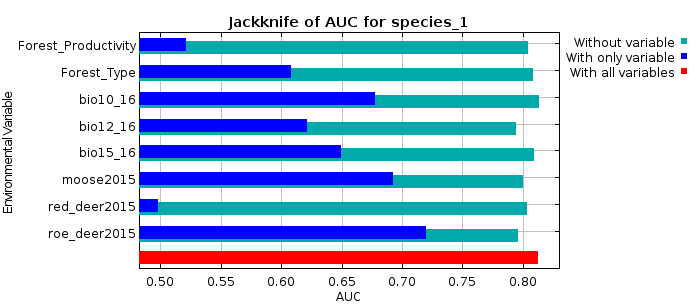 Jackknife of AUC for species_1
Environmental Variable
Forest_Productivity
Forest_Type
bio10_16
bio12_16
bio15_16
moose2015
red_deer2015
roe_deer2015
0.50 0.55 0.60 0.65 0.70 0.75 0.80
AUC
Without variable
With only variable
With all variables